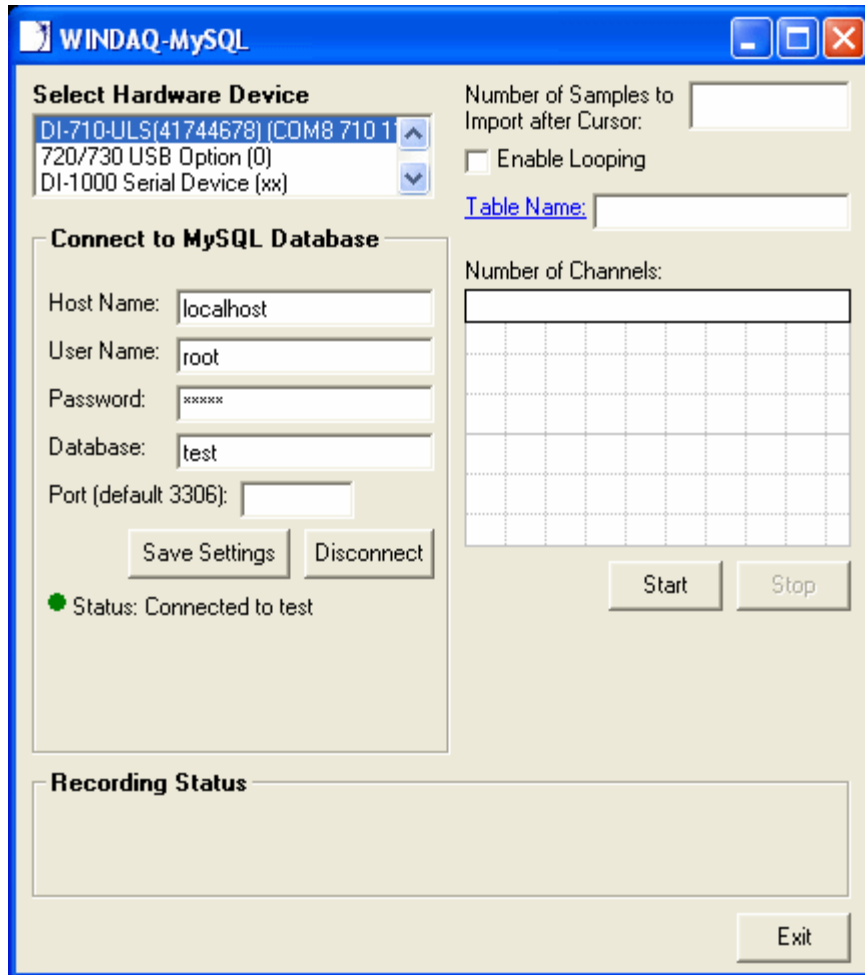 WINDAQ-MySQL
Select Hardware Device
DI-710-ULS(41744678) (COM8 710 1
720/730 USB Option (0)
DI-1000 Serial Device (xx)
Connect to MySQL Database
Host Name: localhost
User Name: root
Password: *****
Database: test
Port (default 3306):
Save Settings Disconnect
Status: Connected to test
Number of Samples to
Import after Cursor:
Enable Looping
Table Name:
Number of Channels:
Start Stop
Recording Status
Exit